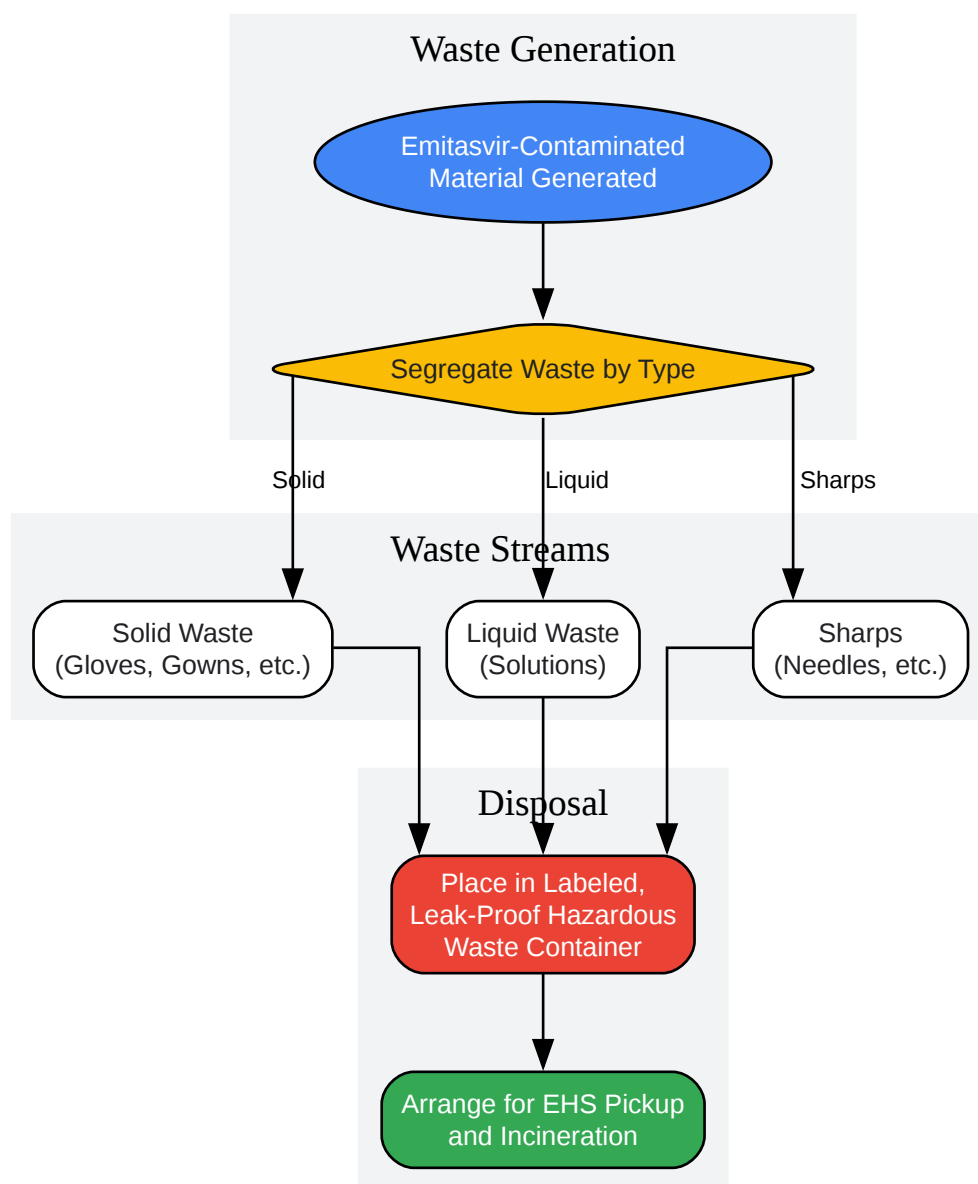 Waste Generation
Emitasvir-Contaminated
Material Generated
Segregate Waste by Type
Solid
Liquid
Sharps
Waste Streams
Solid Waste
(Gloves, Gowns, etc.)
Liquid Waste
(Solutions)
Sharps
(Needles, etc.)
Disposal
Place in Labeled,
Leak-Proof Hazardous
Waste Container
Arrange for EHS Pickup
and Incineration